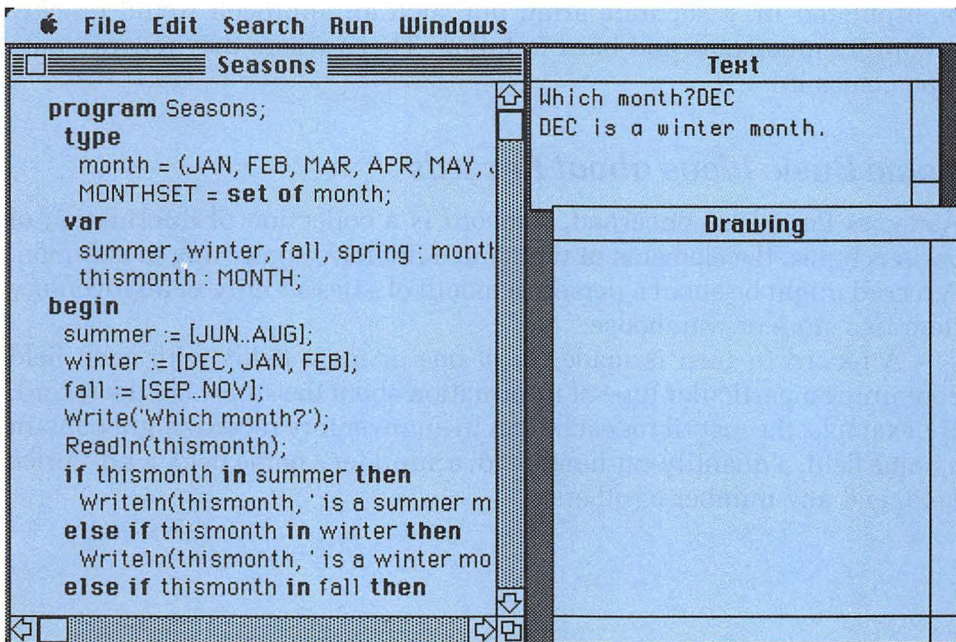 File Edit Search Run Windows
Seasons
program Seasons;
type
month = (JAN, FEB, MAR, APR, MAY, J
MONTHSET = set of month;
var
summer, winter, fall, spring : month
thismonth : MONTH;
begin
summer := [JUN..AUG];
winter := [DEC, JAN, FEB];
fall := [SEP..NOV];
Write('Which month?');
Readln(thismonth);
if thismonth in summer then
Writeln(thismonth, ' is a summer m
else if thismonth in winter then
Writeln(thismonth, ' is a winter mo
else if thismonth in fall then
Text
Which month?DEC
DEC is a winter month.
Drawing